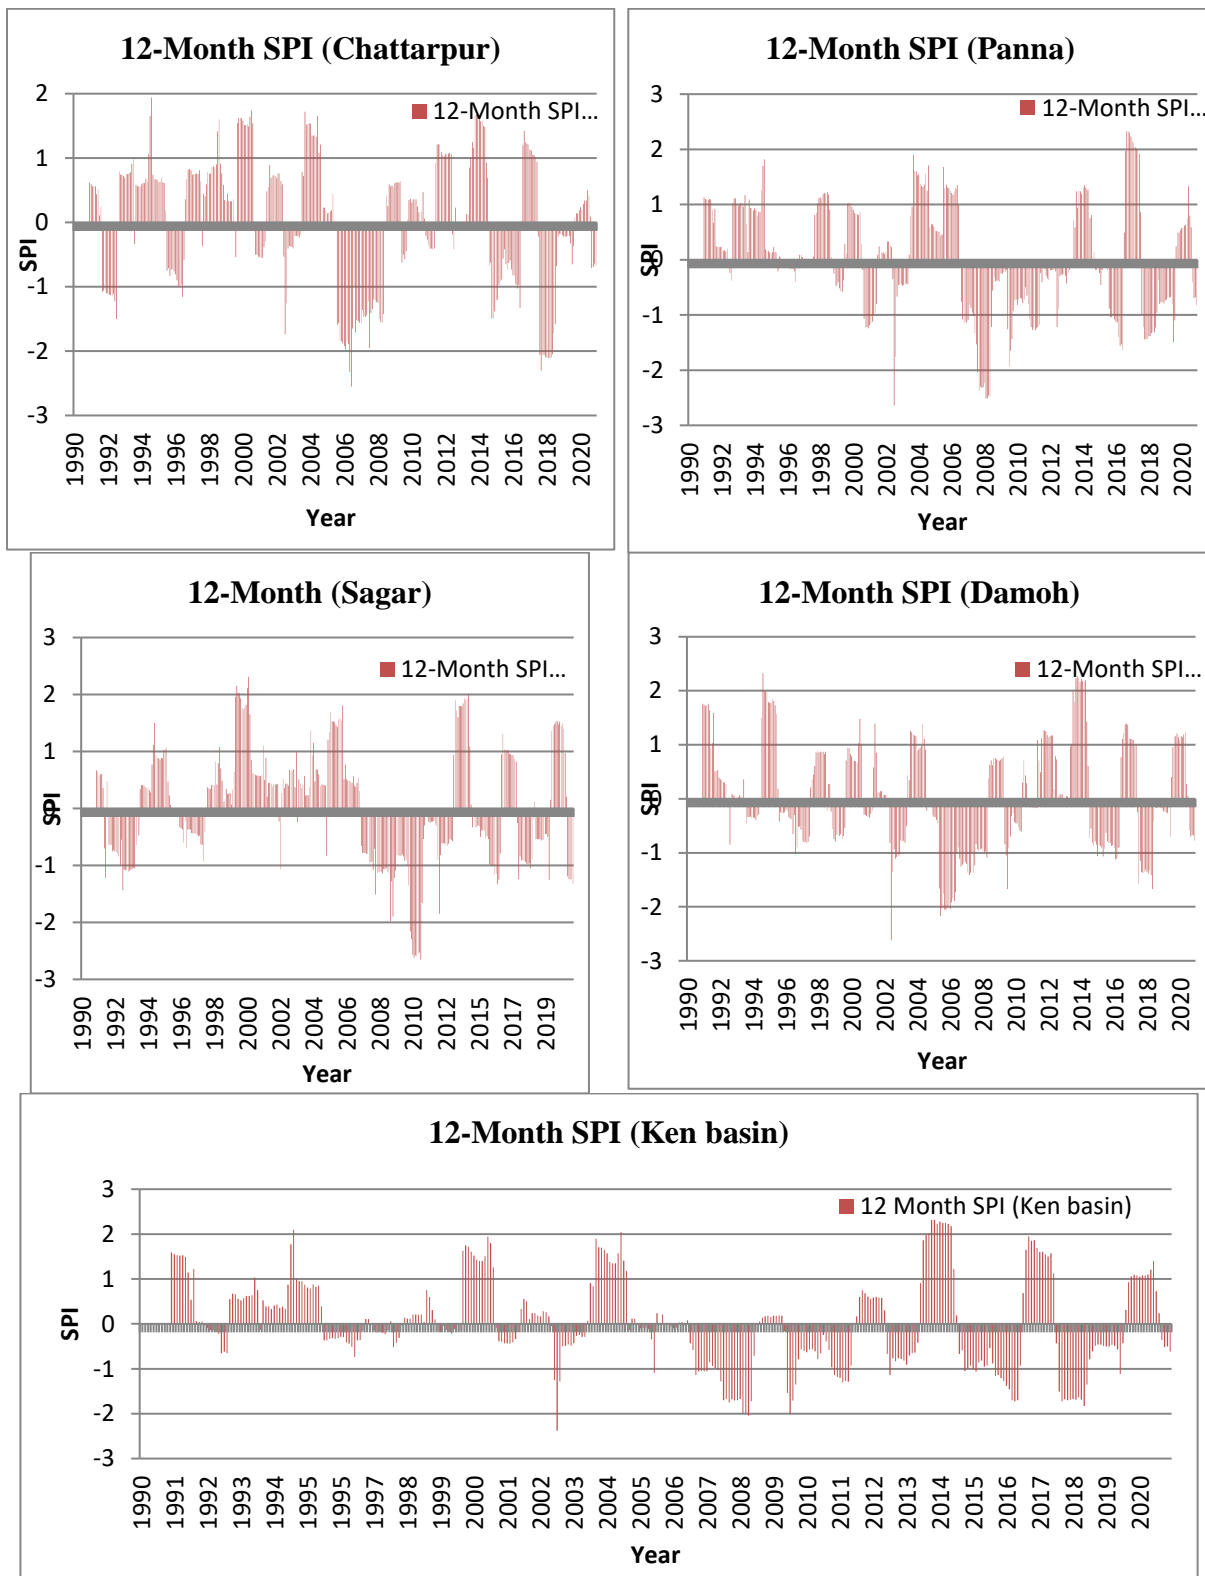 12-Month SPI (Chattarpur)
12-Month SPI...
2
1
0
-1
-2
-3
SPI
1990 1992 1994 1996 1998 2000 2002 2004 2006 2008 2010 2012 2014 2016 2018 2020
Year
12-Month SPI (Panna)
12-Month SPI...
3
2
1
0
-1
-2
-3
SPI
1990 1992 1994 1996 1998 2000 2002 2004 2006 2008 2010 2012 2014 2016 2018 2020
Year
12-Month (Sagar)
12-Month SPI...
3
2
1
0
-1
-2
-3
SPI
1990 1992 1994 1996 1998 2000 2002 2004 2006 2008 2010 2012 2013 2015 2017 2019
Year
12-Month SPI (Damoh)
12-Month SPI...
3
2
1
0
-1
-2
-3
SPI
1990 1992 1994 1996 1998 2000 2002 2004 2006 2008 2010 2012 2014 2016 2018 2020
Year
12-Month SPI (Ken basin)
12 Month SPI (Ken basin)
3
2
1
0
-1
-2
-3
SPI
1990 1991 1992 1993 1994 1995 1995 1997 1998 1999 2000 2001 2002 2003 2004 2005 2006 2007 2008 2009 2010 2011 2012 2013 2014 2015 2016 2017 2018 2019 2020
Year